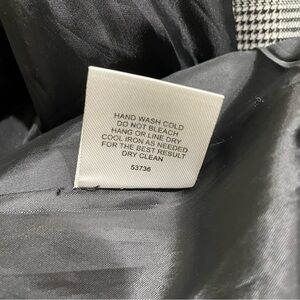 HAND WASH COLD
DO NOT BLEACH
HANG OR LINE DRY
COOL IRON AS NEEDED
FOR THE BEST RESULT
DRY CLEAN
53736